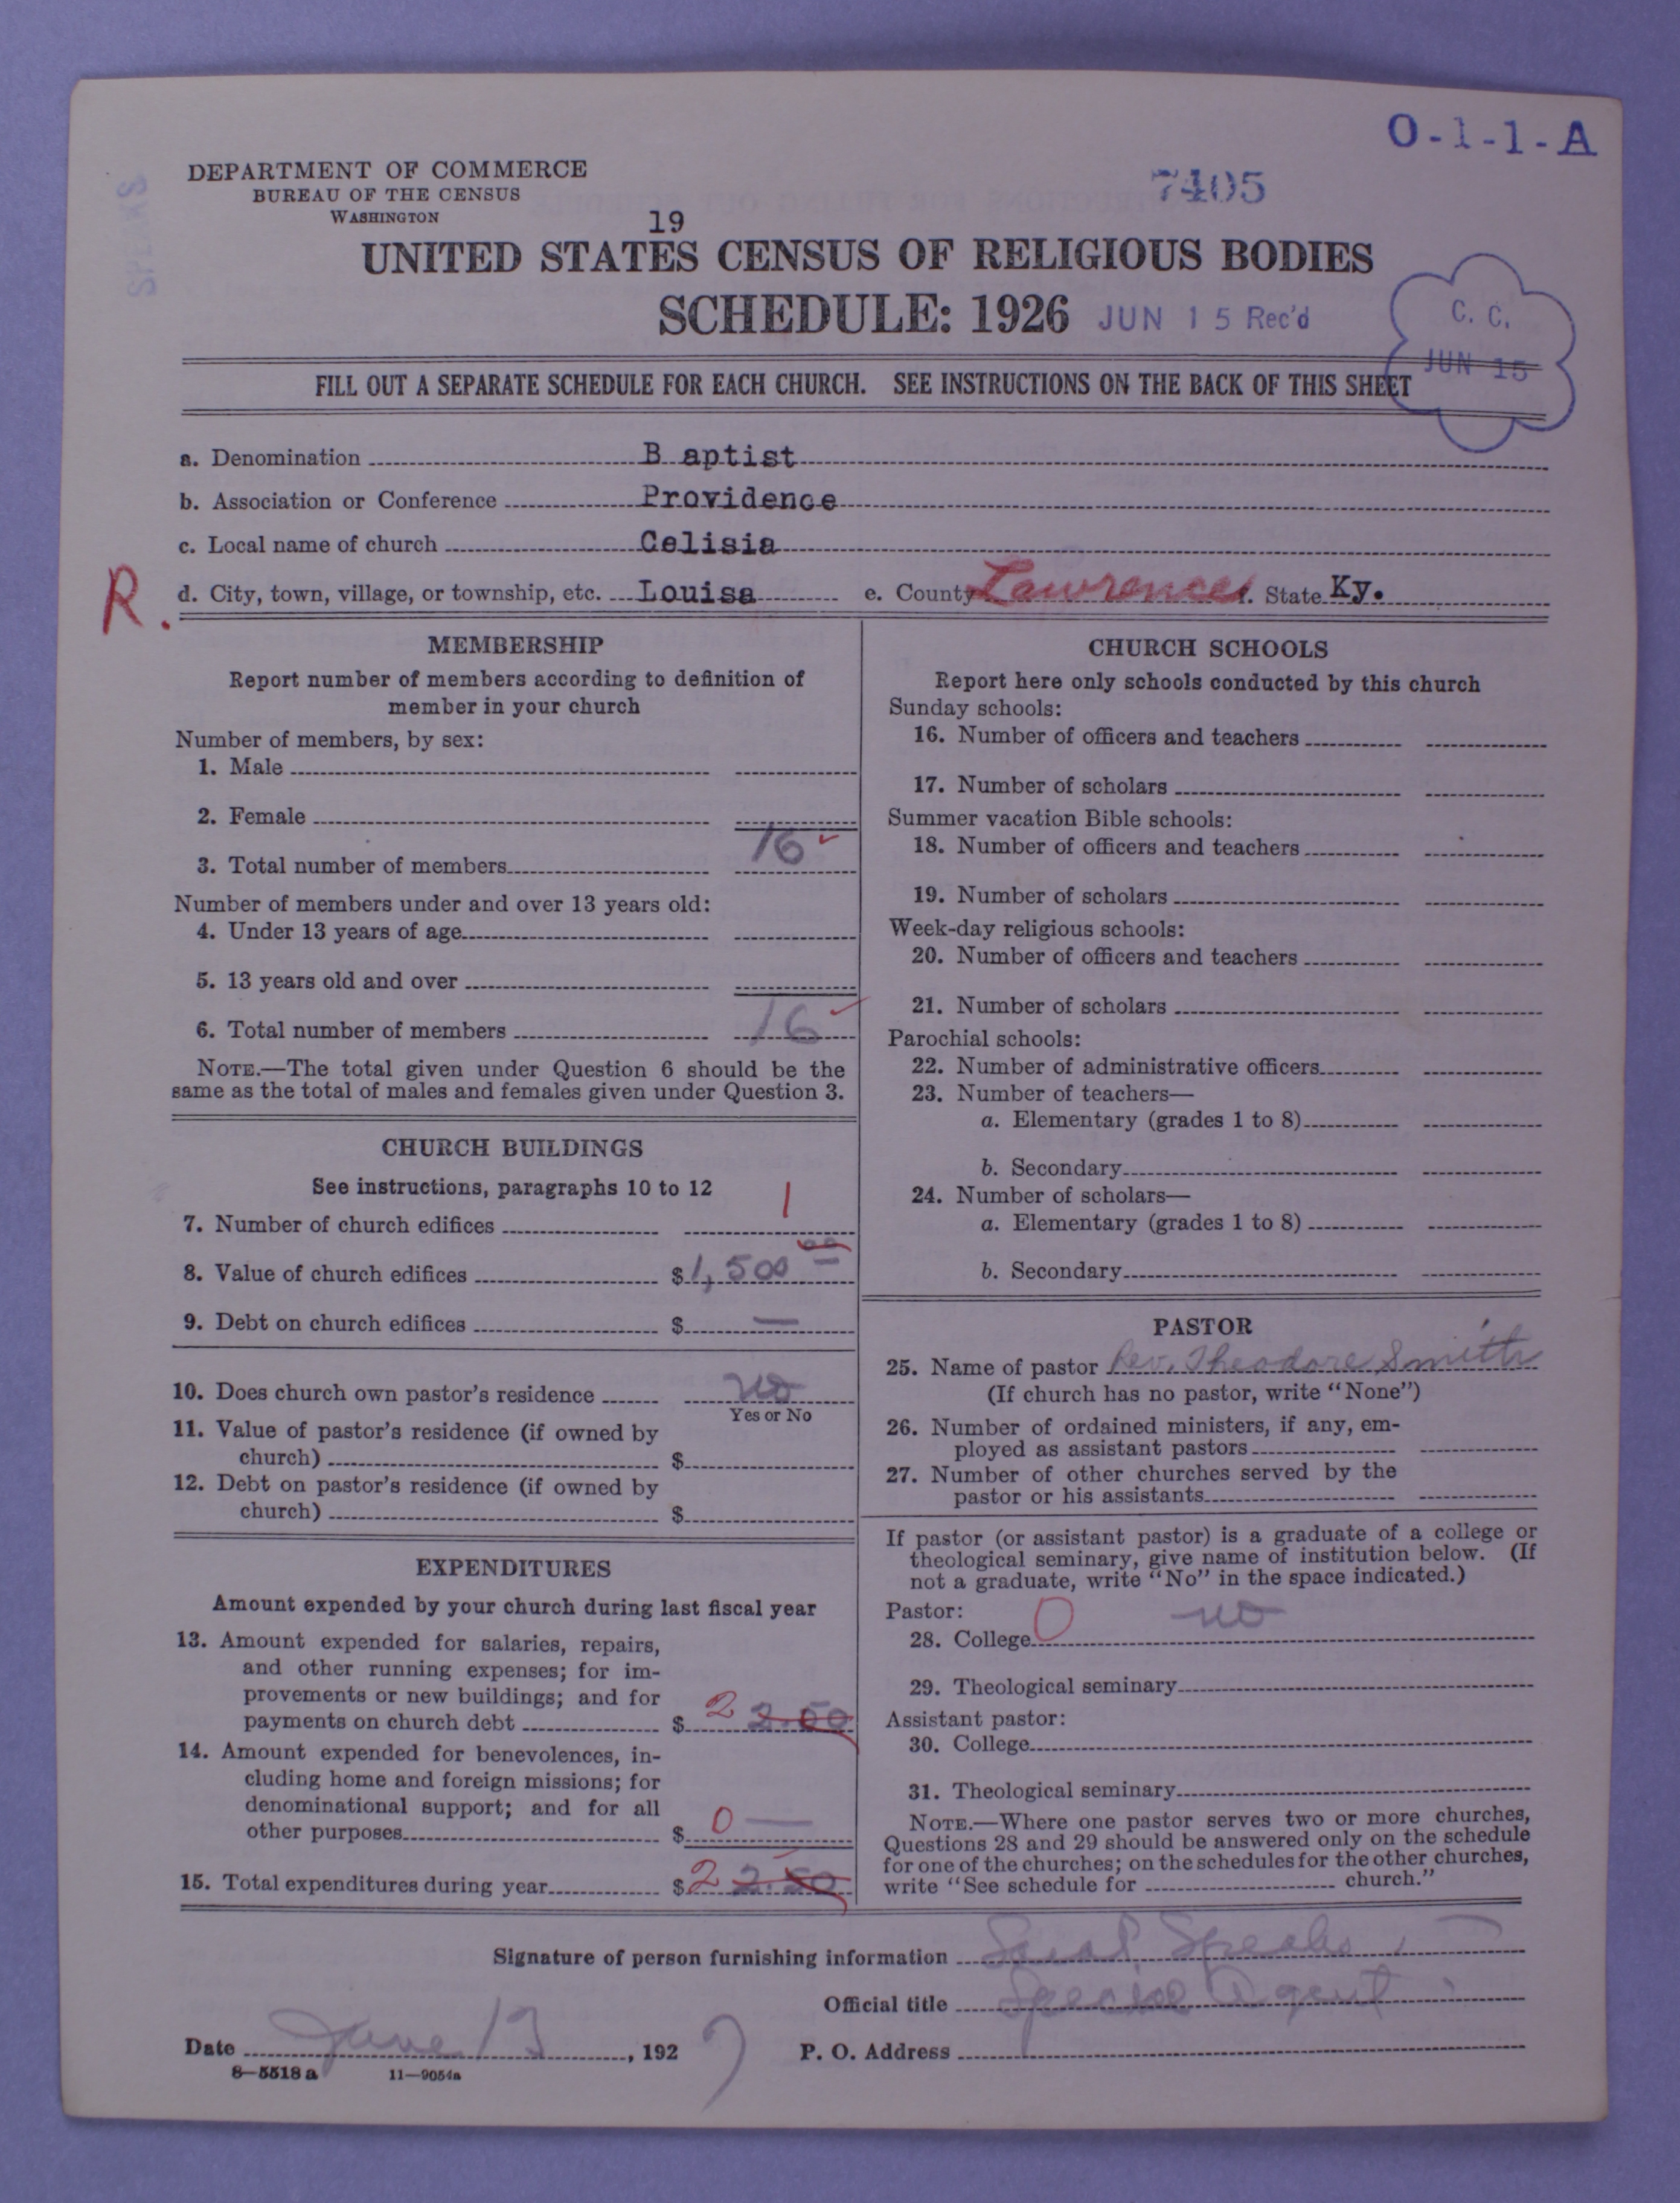 O-1-1-A
DEPARTMENT OF COMMERCE
BUREAU OF THE CENSUS
WASHINGTON
7405
SPEAKS
19
UNITED STATES CENSUS OF RELIGIOUS BODIES
SCHEDULE: 1926 JUN 15 Rec'd
C. C.
JUN 15
FILL OUT A SEPARATE SCHEDULE FOR EACH CHURCH. SEE INSTRUCTIONS ON THE BACK OF THIS SHEET
a. Denomination B aptist
b. Association or Conference Providence
c. Local name of church Celisia
R. d. City, town, village, or township, etc. Louisa e. County Lawrence f. State Ky.
MEMBERSHIP
Report number of members according to definition of
member in your church
Number of members, by sex:
1. Male
2. Female
3. Total number of members 16
Number of members under and over 13 years old:
4. Under 13 years of age
5. 13 years old and over
6. Total number of members 16
NOTE.—The total given under Question 6 should be the
same as the total of males and females given under Question 3.
CHURCH BUILDINGS
See instructions, paragraphs 10 to 12
7. Number of church edifices 1
8. Value of church edifices $1,500 00
9. Debt on church edifices $ —
10. Does church own pastor's residence no
Yes or No
11. Value of pastor's residence (if owned by
church) $
12. Debt on pastor's residence (if owned by
church) $
EXPENDITURES
Amount expended by your church during last fiscal year
13. Amount expended for salaries, repairs,
and other running expenses; for im-
provements or new buildings; and for
payments on church debt $ 2 2.50
14. Amount expended for benevolences, in-
cluding home and foreign missions; for
denominational support; and for all
other purposes $ 0 —
15. Total expenditures during year $ 2 2.50
CHURCH SCHOOLS
Report here only schools conducted by this church
Sunday schools:
16. Number of officers and teachers
17. Number of scholars
Summer vacation Bible schools:
18. Number of officers and teachers
19. Number of scholars
Week-day religious schools:
20. Number of officers and teachers
21. Number of scholars
Parochial schools:
22. Number of administrative officers
23. Number of teachers—
a. Elementary (grades 1 to 8)
b. Secondary
24. Number of scholars—
a. Elementary (grades 1 to 8)
b. Secondary
PASTOR
25. Name of pastor Rev. Theodore Smith
(If church has no pastor, write "None")
26. Number of ordained ministers, if any, em-
ployed as assistant pastors
27. Number of other churches served by the
pastor or his assistants
If pastor (or assistant pastor) is a graduate of a college or
theological seminary, give name of institution below. (If
not a graduate, write "No" in the space indicated.)
Pastor:
28. College 0 no
29. Theological seminary
Assistant pastor:
30. College
31. Theological seminary
NOTE.—Where one pastor serves two or more churches,
Questions 28 and 29 should be answered only on the schedule
for one of the churches; on the schedules for the other churches,
write "See schedule for church."
Signature of person furnishing information Speaks
Official title Special Agent
Date June 13, 1927 P. O. Address
8—5518 a 11—9054a